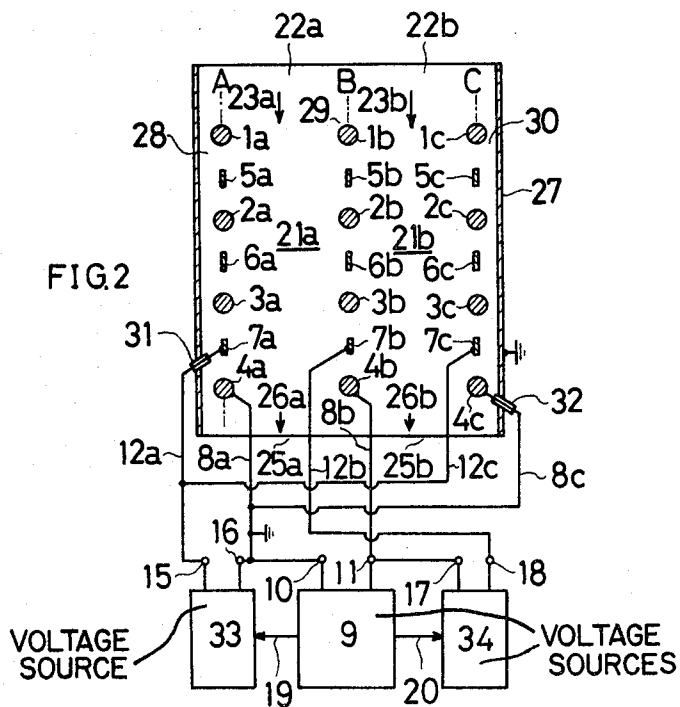 22a 22b
A B C
23a 29 23b
28 1a 1b 1c 30
5a 5b 5c 27
2a 21a 2b 21b 2c
6a 6b 6c
FIG.2
3a 3b 3c
31 7a 7b 7c
4a 4b 4c 32
26a 8b 26b
12a 8a 25a 12b 25b 12c 8c
15 16 10 11 17 18
VOLTAGE SOURCE 33 9 34 VOLTAGE SOURCES
19 20